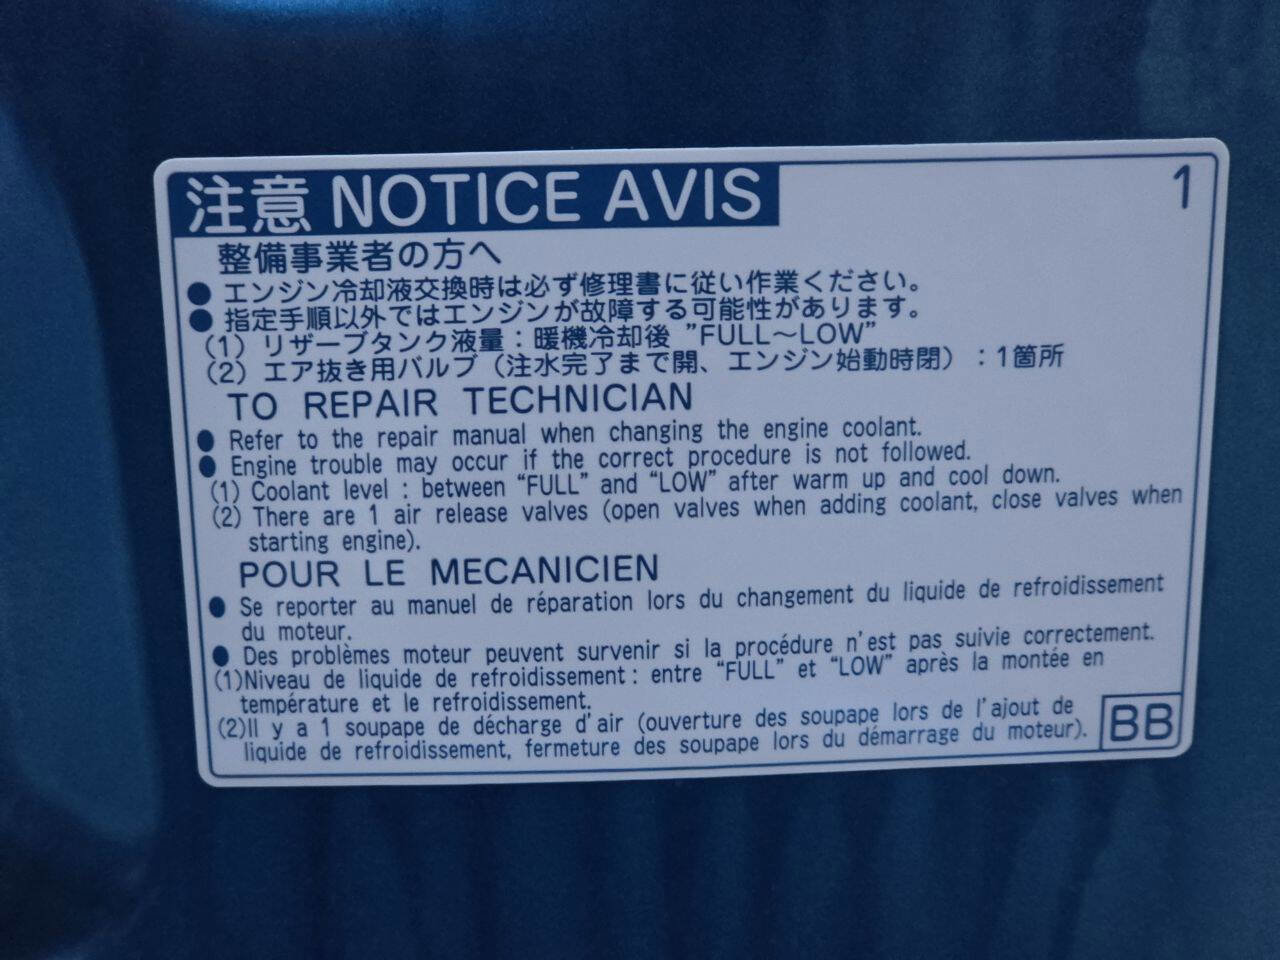 注意 NOTICE AVIS
1
整備事業者の方へ
● エンジン冷却液交換時は必ず修理書に従い作業ください。
● 指定手順以外ではエンジンが故障する可能性があります。
（1）リザーブタンク液量：暖機冷却後 ”FULL～LOW”
（2）エア抜き用バルブ（注水完了まで開、エンジン始動時閉）：1箇所
TO REPAIR TECHNICIAN
● Refer to the repair manual when changing the engine coolant.
● Engine trouble may occur if the correct procedure is not followed.
(1) Coolant level : between “FULL” and “LOW” after warm up and cool down.
(2) There are 1 air release valves (open valves when adding coolant, close valves when
starting engine).
POUR LE MECANICIEN
● Se reporter au manuel de réparation lors du changement du liquide de refroidissement
du moteur.
● Des problèmes moteur peuvent survenir si la procédure n'est pas suivie correctement.
(1)Niveau de liquide de refroidissement : entre “FULL” et “LOW” après la montée en
température et le refroidissement.
(2)Il y a 1 soupape de décharge d'air (ouverture des soupape lors de l'ajout de
liquide de refroidissement, fermeture des soupape lors du démarrage du moteur).
BB